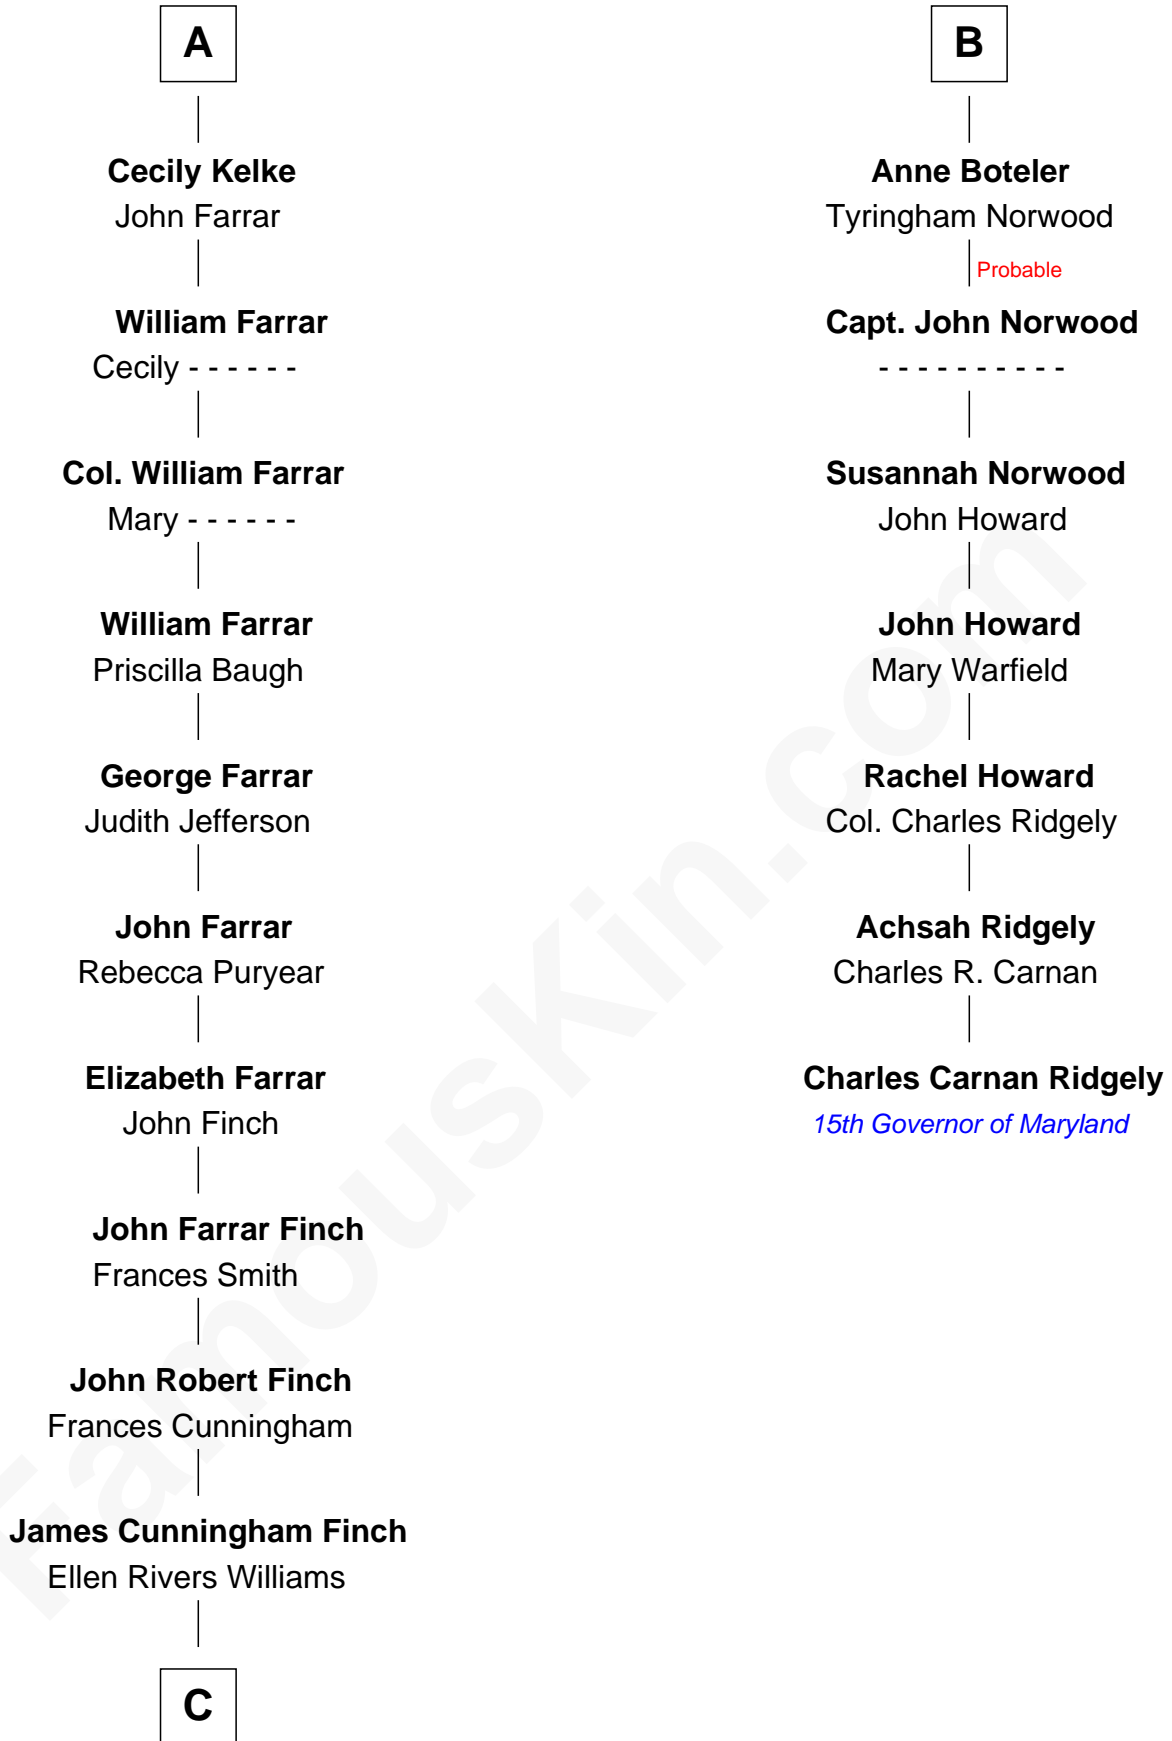 A
Cecily Kelke
John Farrar
William Farrar
Cecily - - - - - -
Col. William Farrar
Mary - - - - - -
William Farrar
Priscilla Baugh
George Farrar
Judith Jefferson
John Farrar
Rebecca Puryear
Elizabeth Farrar
John Finch
John Farrar Finch
Frances Smith
John Robert Finch
Frances Cunningham
James Cunningham Finch
Ellen Rivers Williams
C
B
Anne Boteler
Tyringham Norwood
Probable
Capt. John Norwood
- - - - - - - - - -
Susannah Norwood
John Howard
John Howard
Mary Warfield
Rachel Howard
Col. Charles Ridgely
Achsah Ridgely
Charles R. Carnan
Charles Carnan Ridgely
15th Governor of Maryland
FamousKin.com